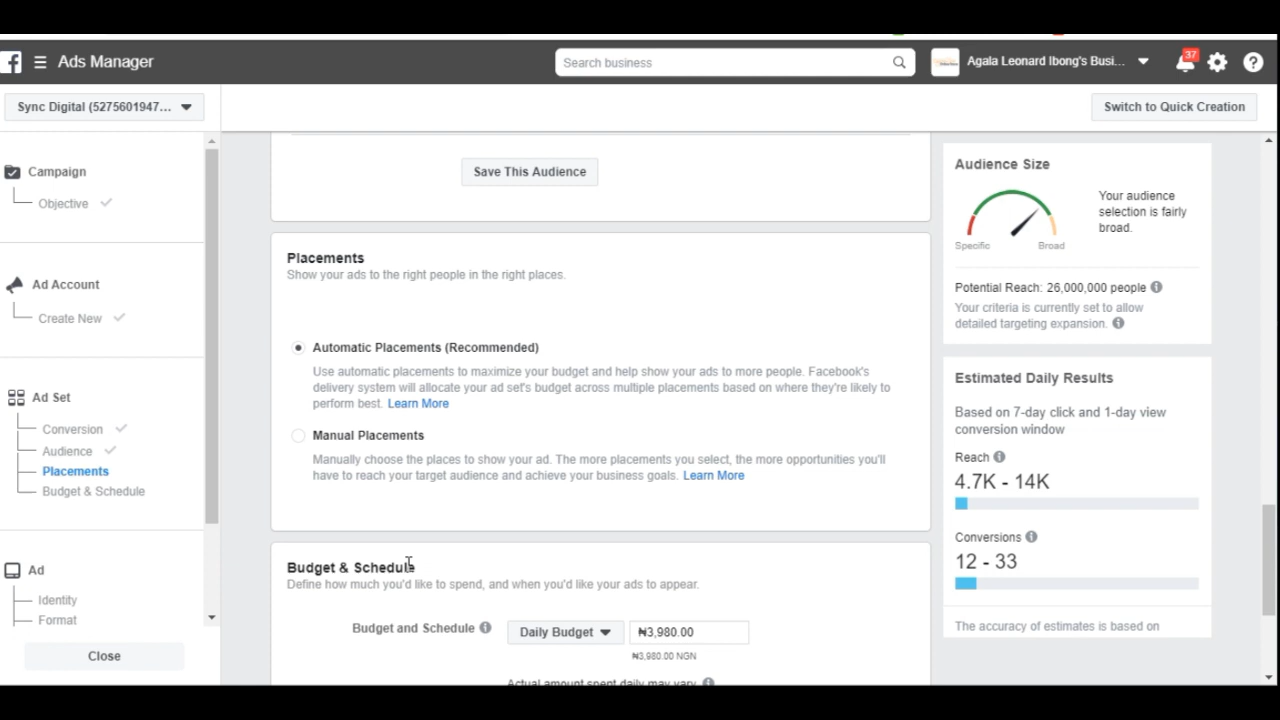 Ads Manager
Search business
Agala Leonard Ibong's Busi...
37
Sync Digital (5275601947...
Switch to Quick Creation
Campaign
Objective
Ad Account
Create New
Ad Set
Conversion
Audience
Placements
Budget & Schedule
Ad
Identity
Format
Close
Save This Audience
Placements
Show your ads to the right people in the right places.
Automatic Placements (Recommended)
Use automatic placements to maximize your budget and help show your ads to more people. Facebook's
delivery system will allocate your ad set's budget across multiple placements based on where they're likely to
perform best. Learn More
Manual Placements
Manually choose the places to show your ad. The more placements you select, the more opportunities you'll
have to reach your target audience and achieve your business goals. Learn More
Budget & Schedule
Define how much you'd like to spend, and when you'd like your ads to appear.
Budget and Schedule
Daily Budget
₦3,980.00
₦3,980.00 NGN
Actual amount spent daily may vary
Audience Size
Specific
Broad
Your audience
selection is fairly
broad.
Potential Reach: 26,000,000 people
Your criteria is currently set to allow
detailed targeting expansion.
Estimated Daily Results
Based on 7-day click and 1-day view
conversion window
Reach
4.7K - 14K
Conversions
12 - 33
The accuracy of estimates is based on